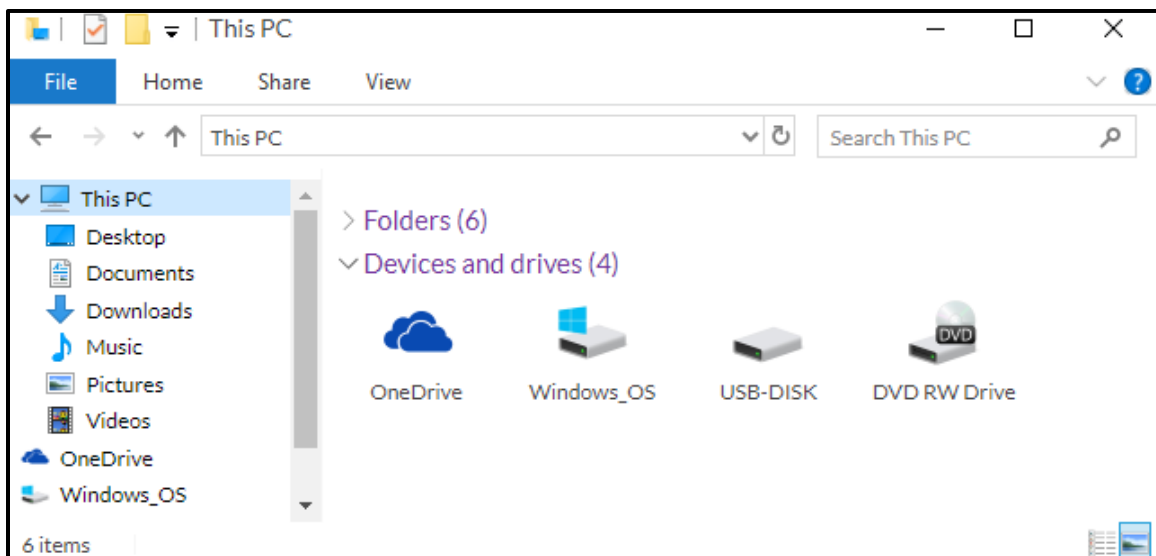 This PC
File Home Share View
This PC Search This PC
This PC
Desktop
Documents
Downloads
Music
Pictures
Videos
OneDrive
Windows_OS
Folders (6)
Devices and drives (4)
DVD
OneDrive Windows_OS USB-DISK DVD RW Drive
6 items